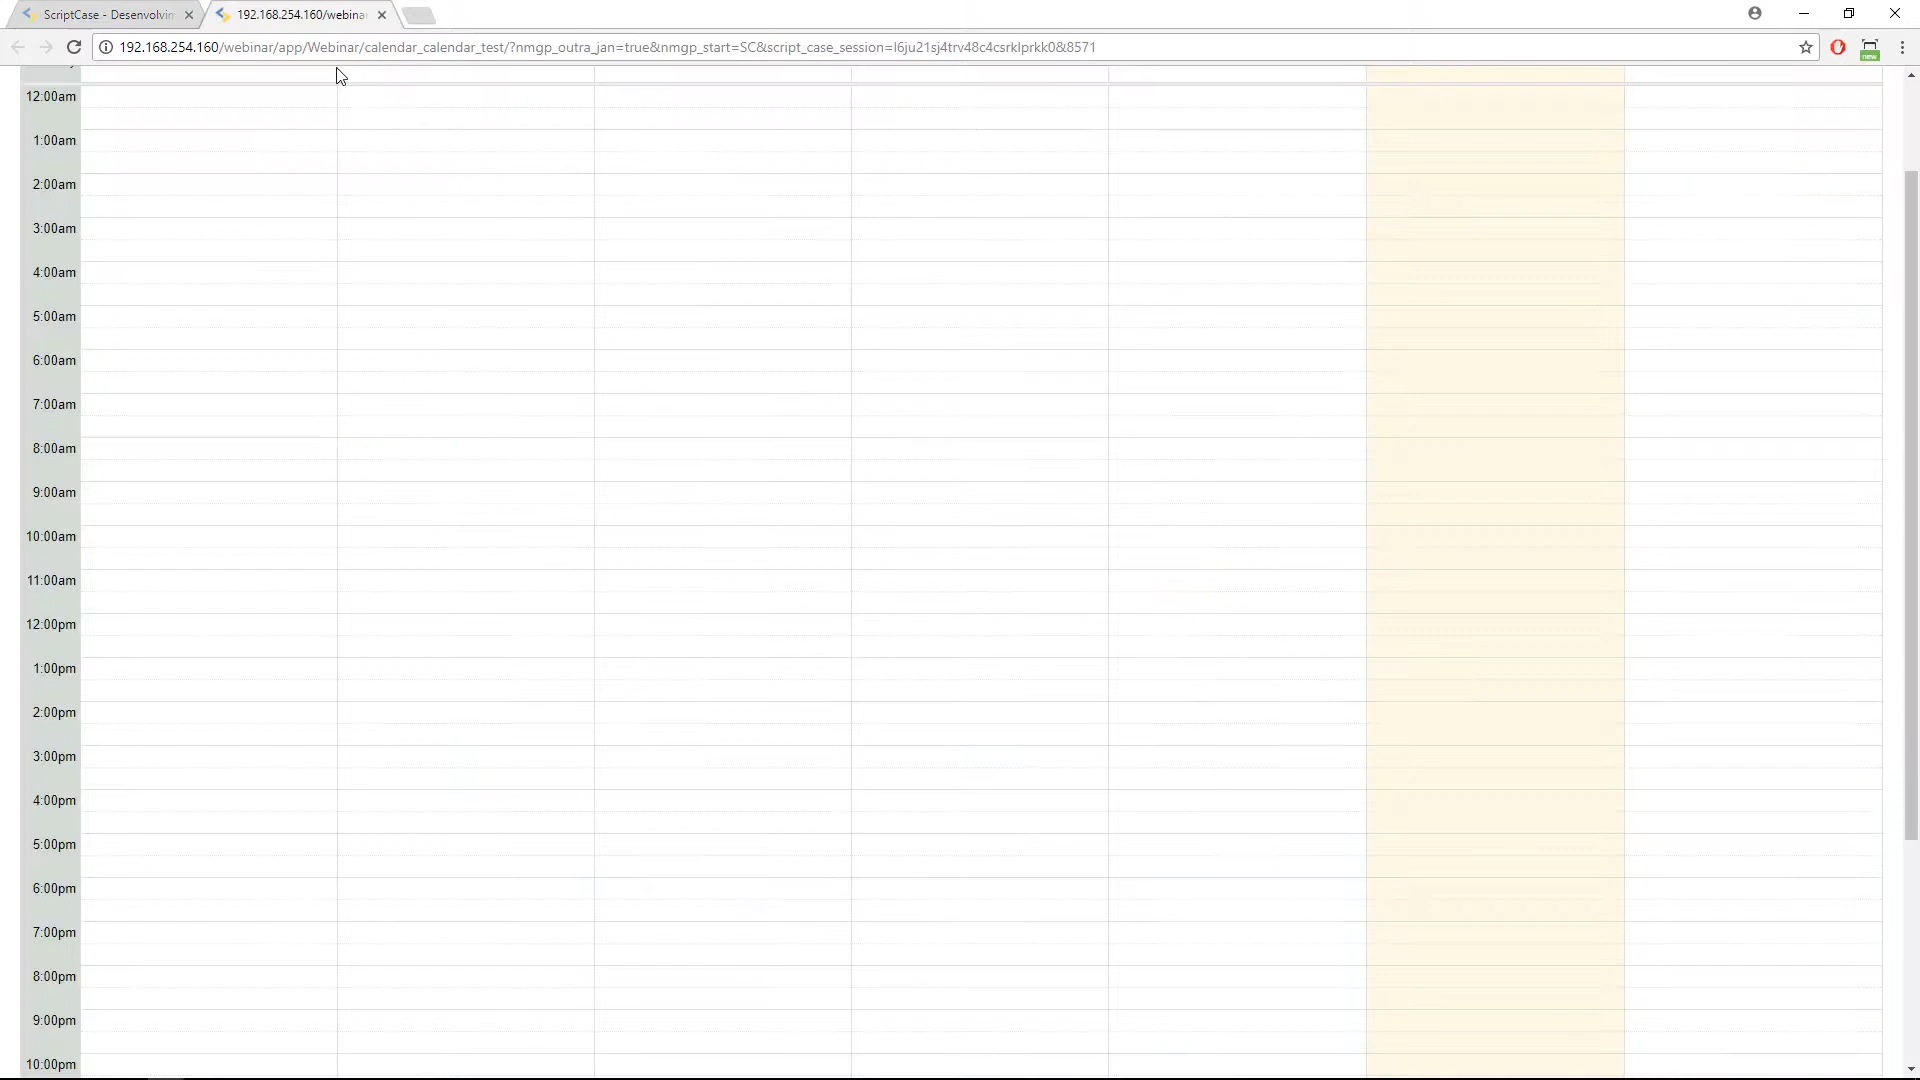 ScriptCase - Desenvolvim
192.168.254.160/webinar
192.168.254.160/webinar/app/Webinar/calendar_calendar_test/?nmgp_outra_jan=true&nmgp_start=SC&script_case_session=l6ju21sj4trv48c4csrklprkk0&8571
new
12:00am
1:00am
2:00am
3:00am
4:00am
5:00am
6:00am
7:00am
8:00am
9:00am
10:00am
11:00am
12:00pm
1:00pm
2:00pm
3:00pm
4:00pm
5:00pm
6:00pm
7:00pm
8:00pm
9:00pm
10:00pm